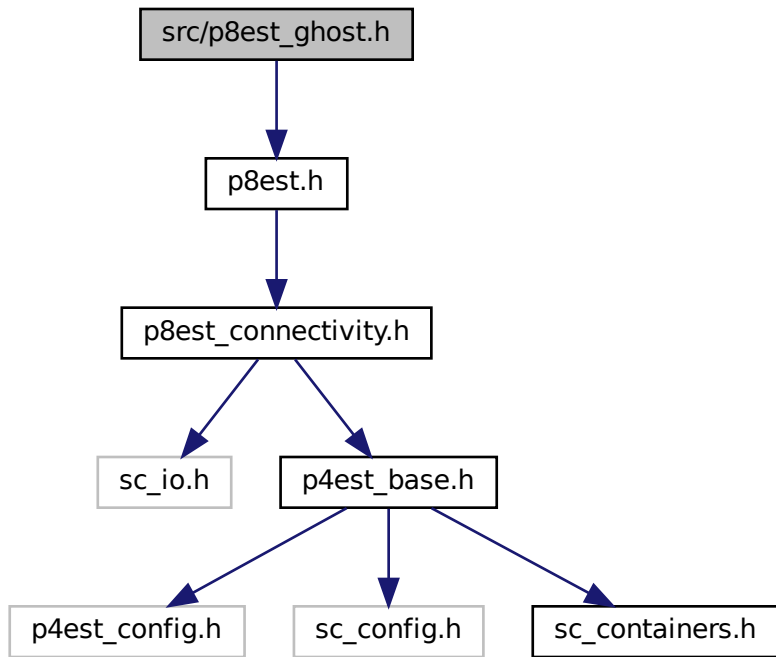 src/p8est_ghost.h
p8est.h
p8est_connectivity.h
sc_io.h
p4est_base.h
p4est_config.h
sc_config.h
sc_containers.h